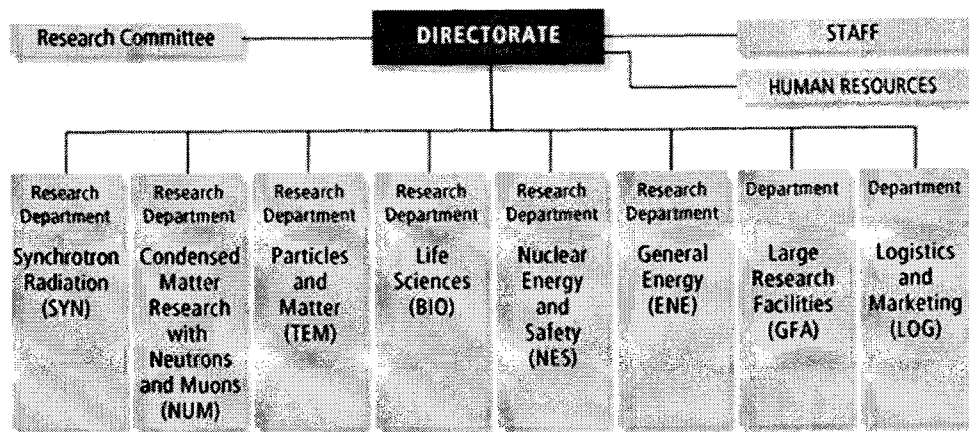 Research Committee
DIRECTORATE
STAFF
HUMAN RESOURCES
Research
Department
Synchrotron
Radiation
(SYN)
Research
Department
Condensed
Matter
Research
with
Neutrons
and Muons
(NUM)
Research
Department
Particles
and
Matter
(TEM)
Research
Department
Life
Sciences
(BIO)
Research
Department
Nuclear
Energy
and
Safety
(NES)
Research
Department
General
Energy
(ENE)
Department
Large
Research
Facilities
(GFA)
Department
Logistics
and
Marketing
(LOG)